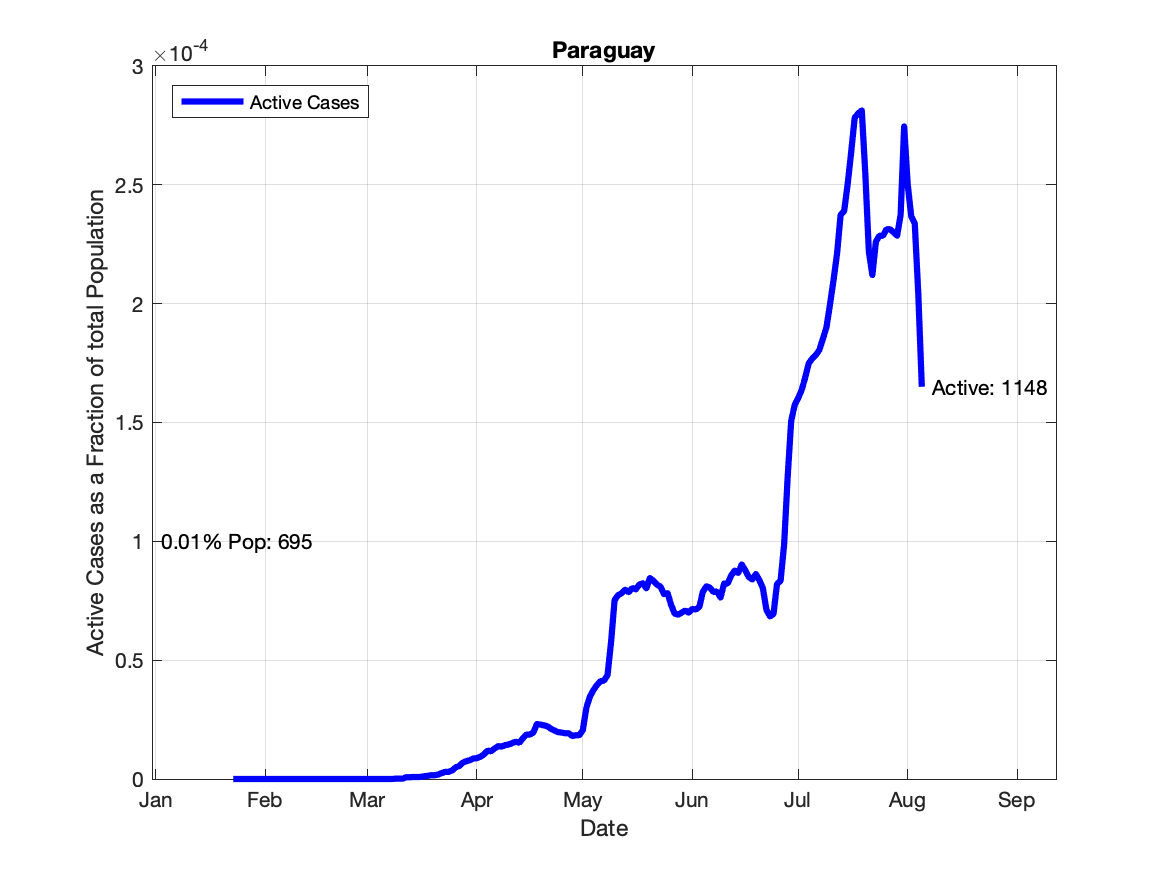 Paraguay
×10-4
3
2.5
2
1.5
1
0.5
0
Active Cases as a Fraction of total Population
Active Cases
0.01% Pop: 695
Active: 1148
Jan Feb Mar Apr May Jun Jul Aug Sep
Date